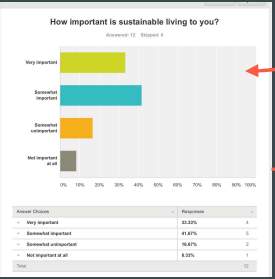 How important is sustainable living to you?
Answered: 12 Skipped: 0
Very important
Somewhat
important
Somewhat
unimportant
Not important
at all
0% 10% 20% 30% 40% 50% 60% 70% 80% 90% 100%
Answer Choices Responses
Very important 33.33% 4
Somewhat important 41.67% 5
Somewhat unimportant 16.67% 2
Not important at all 8.33% 1
Total 12